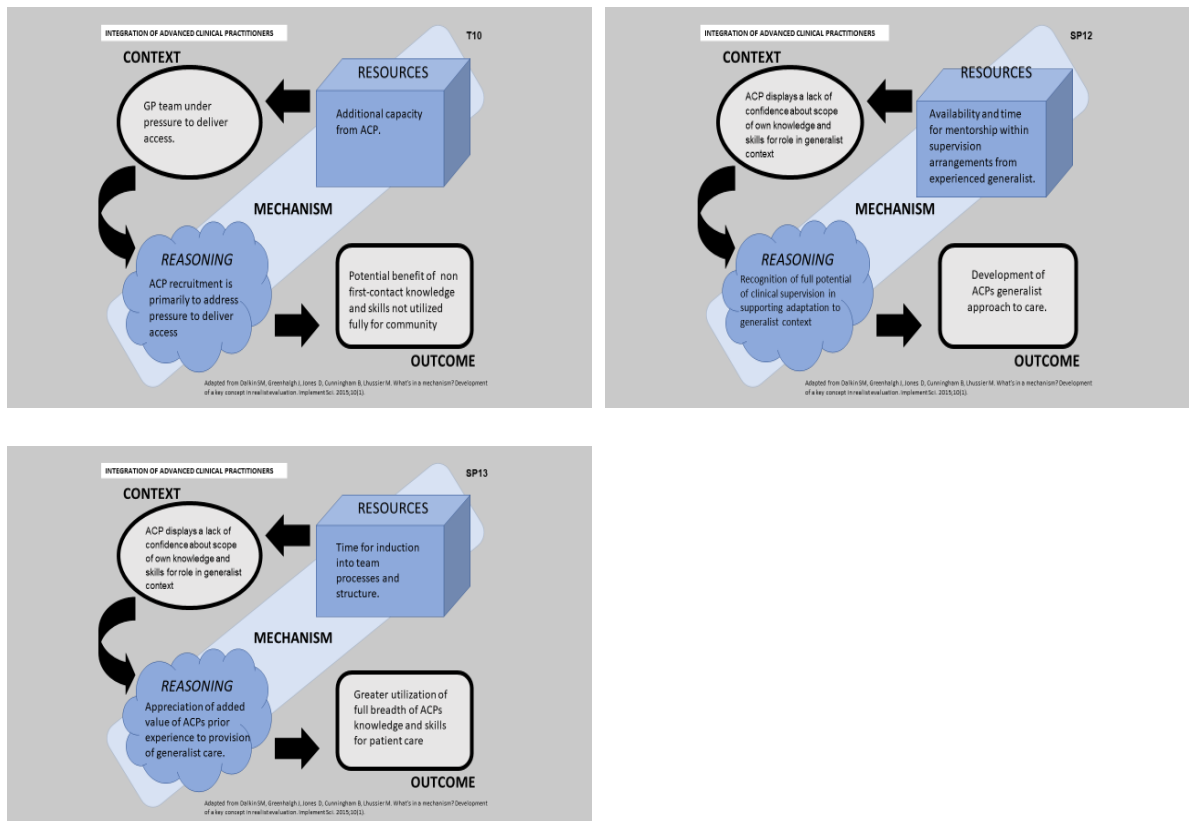 INTEGRATION OF ADVANCED CLINICAL PRACTITIONERS
T10
CONTEXT
RESOURCES
GP team under
pressure to deliver
access.
Additional capacity
from ACP.
MECHANISM
REASONING
ACP recruitment is
primarily to address
pressure to deliver
access
Potential benefit of non
first-contact knowledge
and skills not utilized
fully for community
OUTCOME
Adapted from Dalkin SM, Greenhalgh J, Jones D, Cunningham B, Lhussier M. What's in a mechanism? Development
of a key concept in realist evaluation. Implement Sci. 2015;10(1).
INTEGRATION OF ADVANCED CLINICAL PRACTITIONERS
SP12
CONTEXT
RESOURCES
ACP displays a lack of
confidence about scope
of own knowledge and
skills for role in generalist
context
Availability and time
for mentorship within
supervision
arrangements from
experienced generalist.
MECHANISM
REASONING
Recognition of full potential
of clinical supervision in
supporting adaptation to
generalist context
Development of
ACPs generalist
approach to care.
OUTCOME
Adapted from Dalkin SM, Greenhalgh J, Jones D, Cunningham B, Lhussier M. What's in a mechanism? Development
of a key concept in realist evaluation. Implement Sci. 2015;10(1).
INTEGRATION OF ADVANCED CLINICAL PRACTITIONERS
SP13
CONTEXT
RESOURCES
ACP displays a lack of
confidence about scope
of own knowledge and
skills for role in generalist
context
Time for induction
into team
processes and
structure.
MECHANISM
REASONING
Appreciation of added
value of ACPs prior
experience to provision
of generalist care.
Greater utilization of
full breadth of ACPs
knowledge and skills
for patient care
OUTCOME
Adapted from Dalkin SM, Greenhalgh J, Jones D, Cunningham B, Lhussier M. What's in a mechanism? Development
of a key concept in realist evaluation. Implement Sci. 2015;10(1).